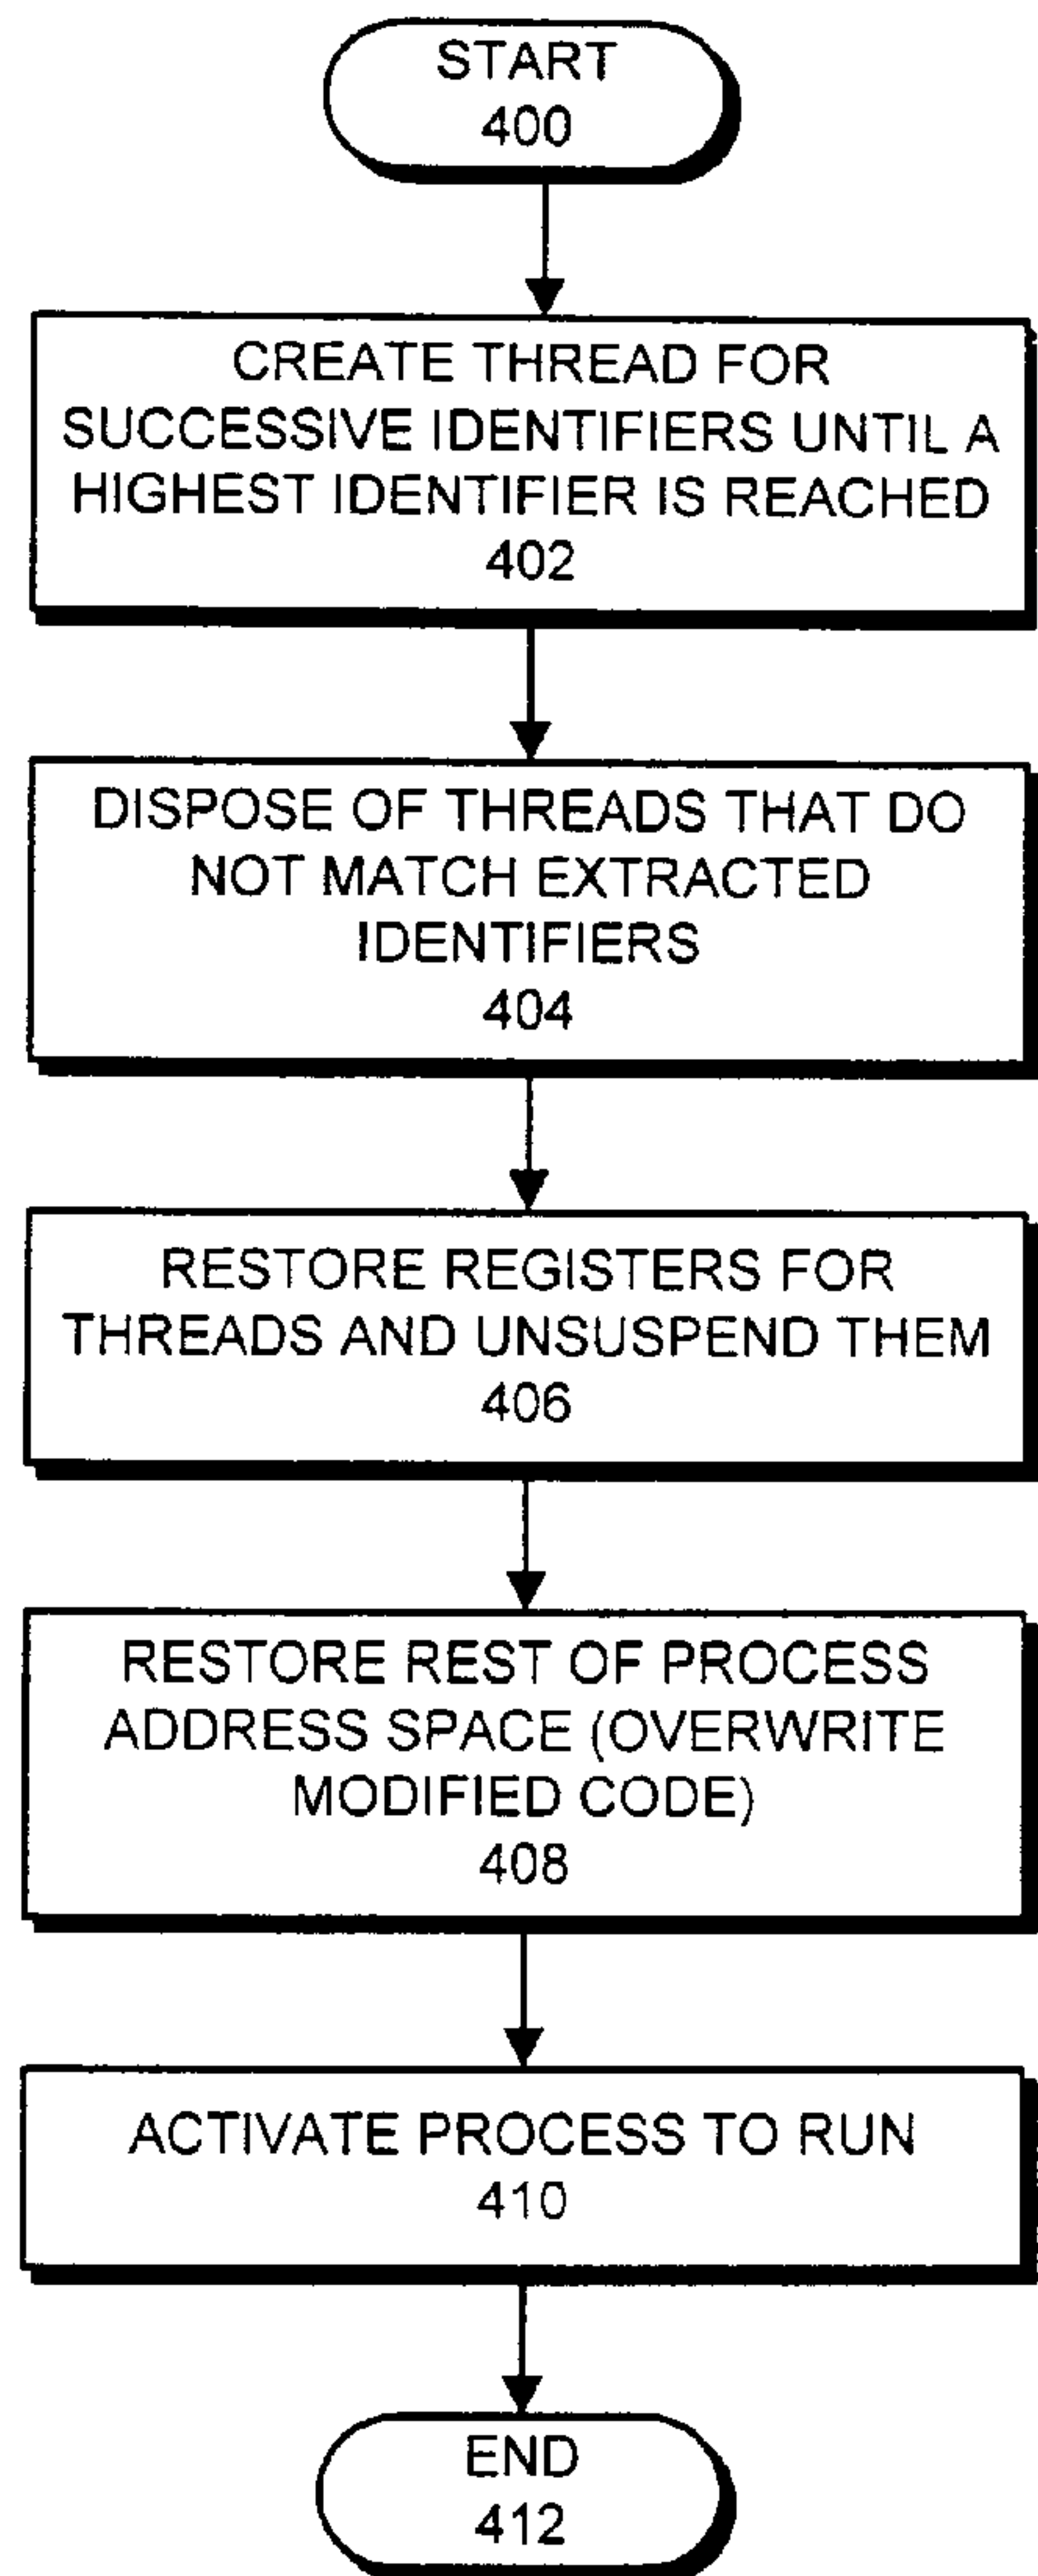 START
400
CREATE THREAD FOR
SUCCESSIVE IDENTIFIERS UNTIL A
HIGHEST IDENTIFIER IS REACHED
402
DISPOSE OF THREADS THAT DO
NOT MATCH EXTRACTED
IDENTIFIERS
404
RESTORE REGISTERS FOR
THREADS AND UNSUSPEND THEM
406
RESTORE REST OF PROCESS
ADDRESS SPACE (OVERWRITE
MODIFIED CODE)
408
ACTIVATE PROCESS TO RUN
410
END
412